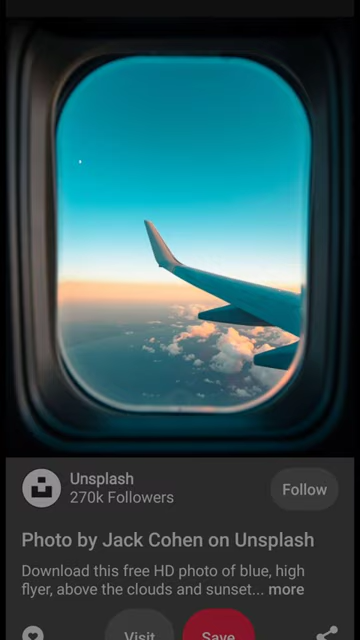 Unsplash
270k Followers
Follow
Photo by Jack Cohen on Unsplash
Download this free HD photo of blue, high
flyer, above the clouds and sunset... more
Visit
Save